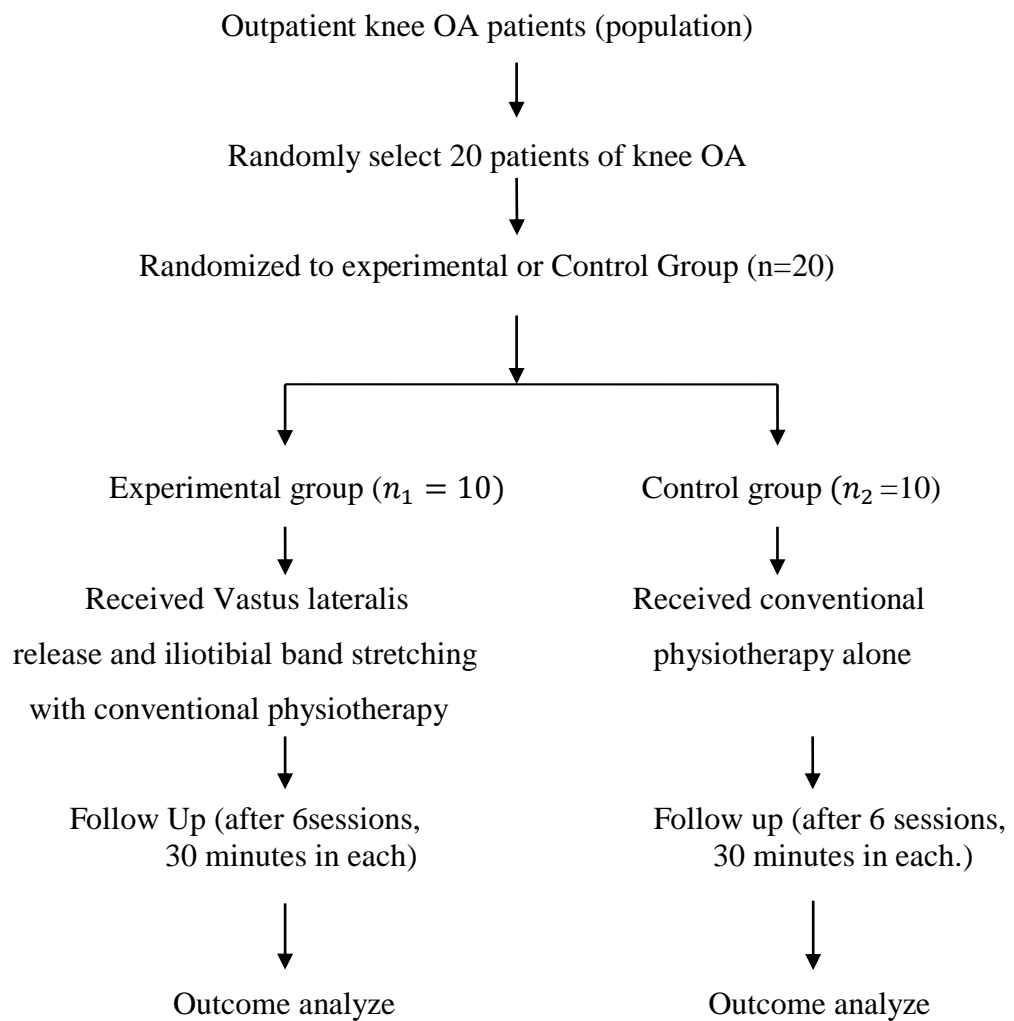 Outpatient knee OA patients (population)
Randomly select 20 patients of knee OA
Randomized to experimental or Control Group (n=20)
Experimental group (𝑛₁ = 10)
Control group (𝑛₂ =10)
Received Vastus lateralis
release and iliotibial band stretching
with conventional physiotherapy
Received conventional
physiotherapy alone
Follow Up (after 6sessions,
30 minutes in each)
Follow up (after 6 sessions,
30 minutes in each.)
Outcome analyze
Outcome analyze